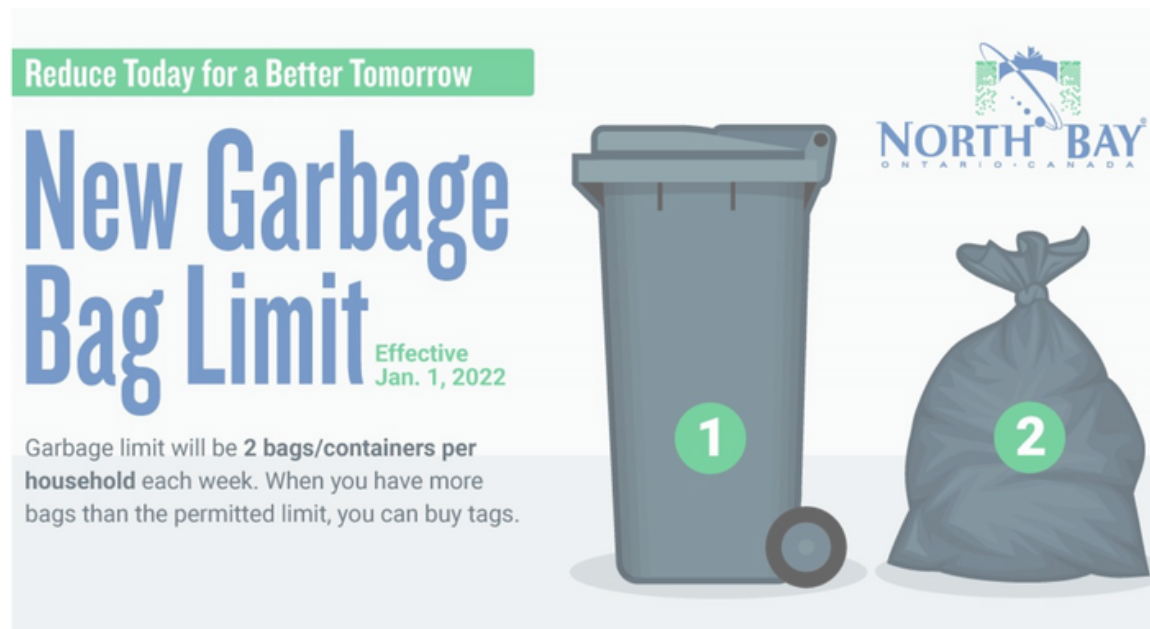 Reduce Today for a Better Tomorrow
New Garbage
Bag Limit
Effective
Jan. 1, 2022
Garbage limit will be 2 bags/containers per
household each week. When you have more
bags than the permitted limit, you can buy tags.
NORTH BAY®
ONTARIO · CANADA
1
2